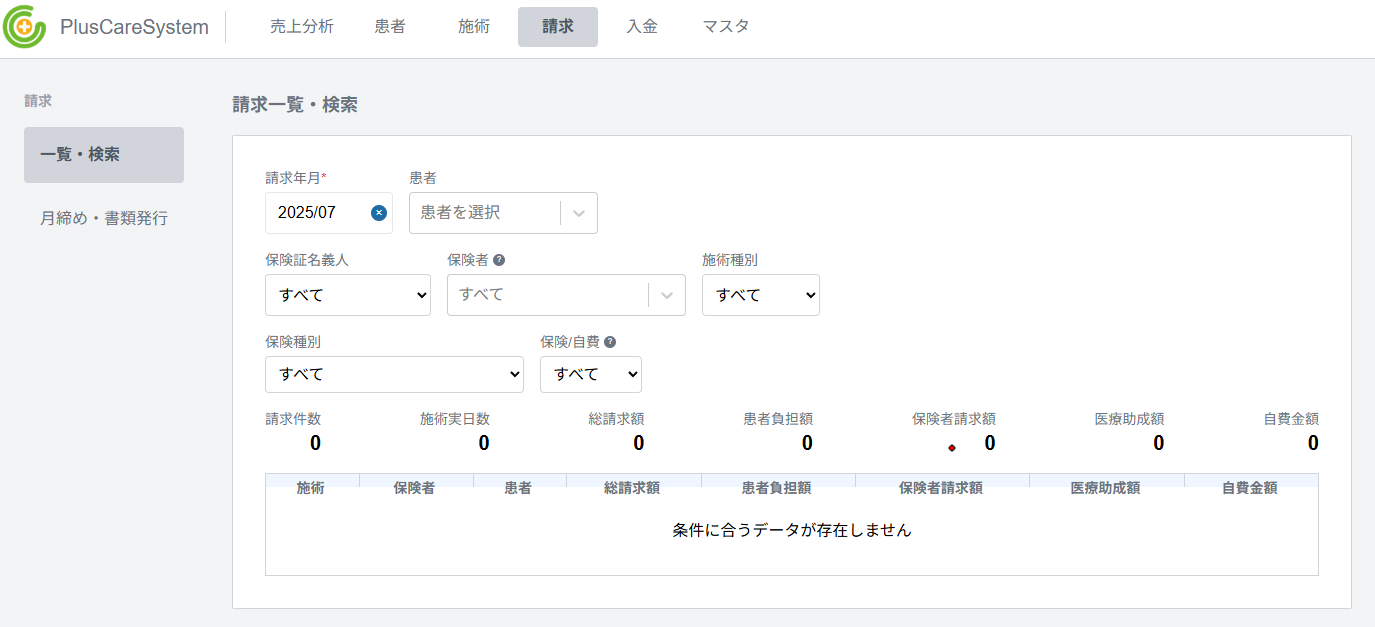 PlusCareSystem 売上分析 患者 施術 請求 入金 マスタ
請求
一覧・検索
月締め・書類発行
請求一覧・検索
請求年月* 患者
2025/07 患者を選択
保険証名義人 保険者 ? 施術種別
すべて すべて すべて
保険種別 保険/自費 ?
すべて すべて
請求件数 施術実日数 総請求額 患者負担額 保険者請求額 医療助成額 自費金額
0 0 0 0 0 0 0
施術 保険者 患者 総請求額 患者負担額 保険者請求額 医療助成額 自費金額
条件に合うデータが存在しません